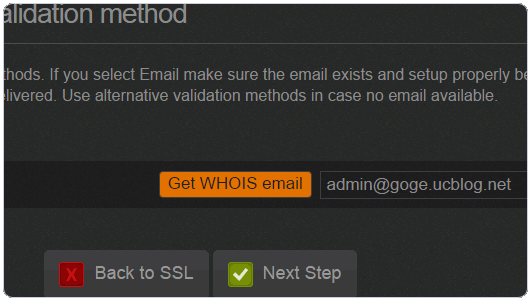 alidation method
thods. If you select Email make sure the email exists and setup properly be
elivered. Use alternative validation methods in case no email available.
Get WHOIS email admin@goge.ucblog.net
X Back to SSL Next Step